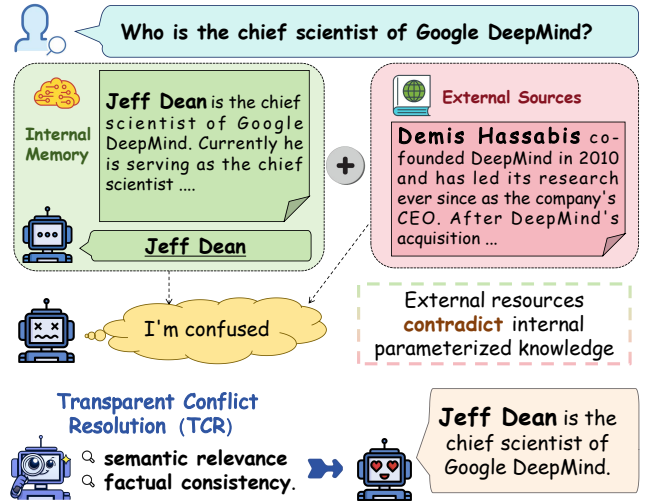 Who is the chief scientist of Google DeepMind?
Internal
Memory
Jeff Dean is the chief
scientist of Google
DeepMind. Currently he
is serving as the chief
scientist ....
Jeff Dean
+
External Sources
Demis Hassabis co-
founded DeepMind in 2010
and has led its research
ever since as the company's
CEO. After DeepMind's
acquisition ...
I'm confused
External resources
contradict internal
parameterized knowledge
Transparent Conflict
Resolution (TCR)
semantic relevance
factual consistency.
Jeff Dean is the
chief scientist of
Google DeepMind.